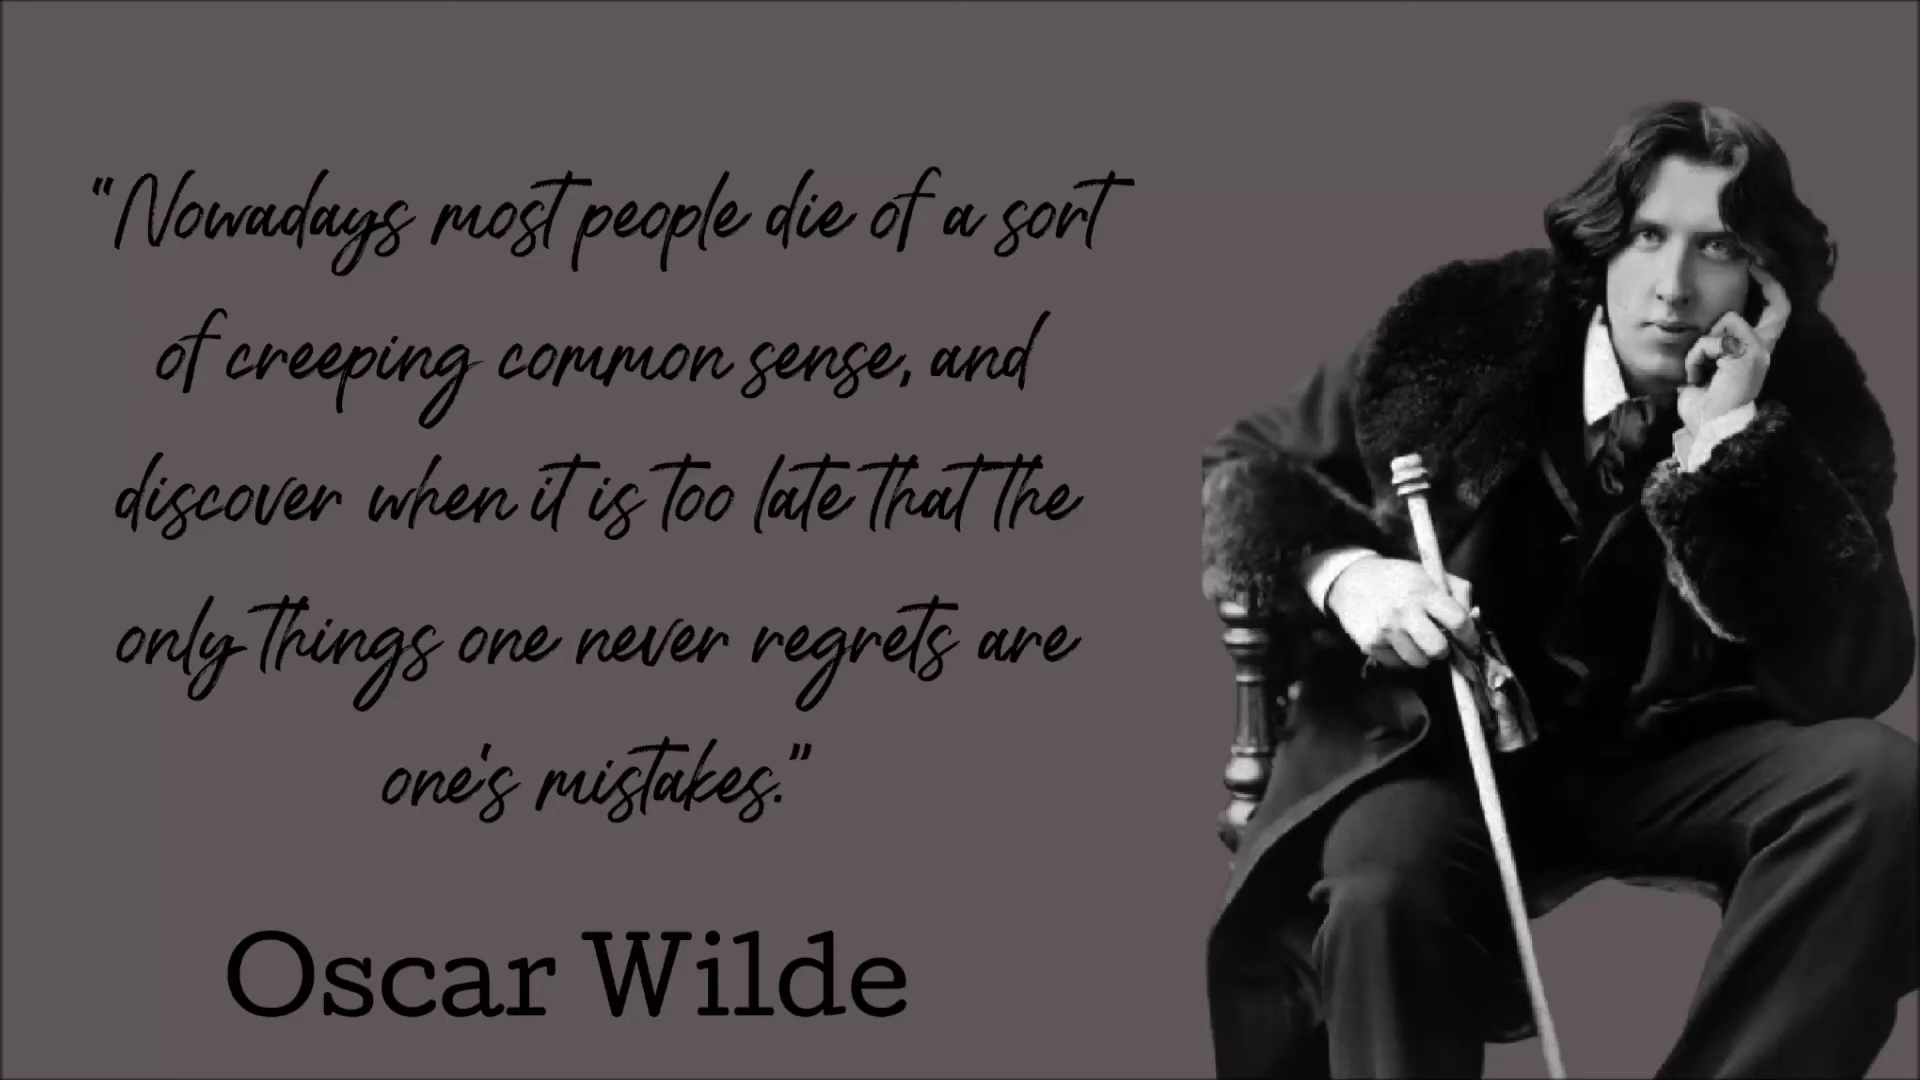 "Nowadays most people die of a sort
of creeping common sense, and
discover when it is too late that the
only things one never regrets are
one's mistakes."
Oscar Wilde